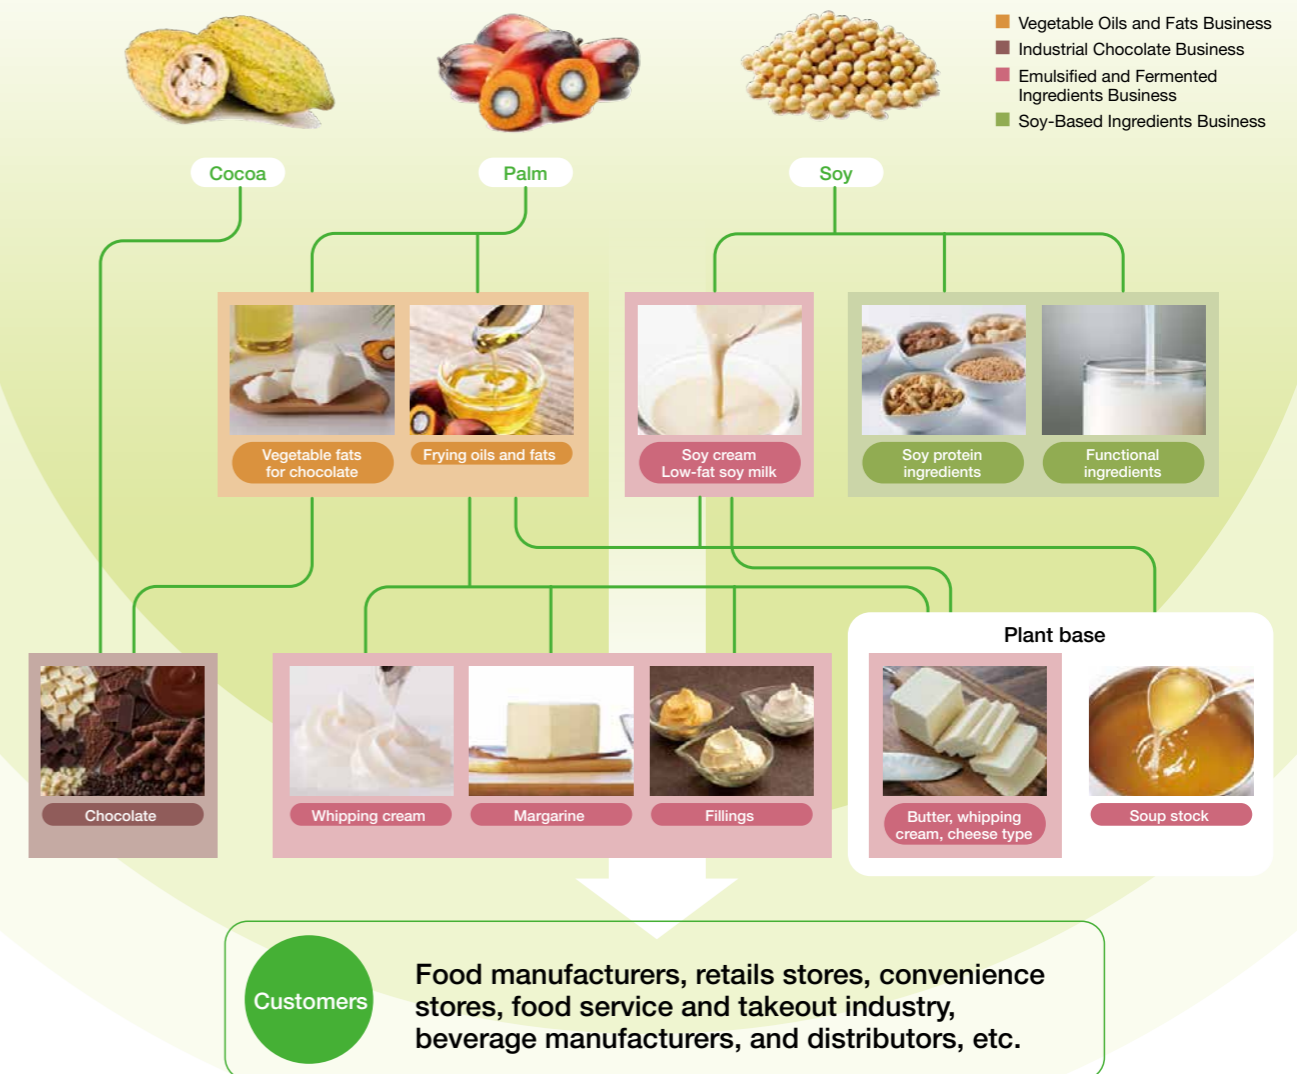 Vegetable Oils and Fats Business
Industrial Chocolate Business
Emulsified and Fermented
Ingredients Business
Soy-Based Ingredients Business
Cocoa
Palm
Soy
Vegetable fats
for chocolate
Frying oils and fats
Soy cream
Low-fat soy milk
Soy protein
ingredients
Functional
ingredients
Plant base
Chocolate
Whipping cream
Margarine
Fillings
Butter, whipping
cream, cheese type
Soup stock
Customers
Food manufacturers, retails stores, convenience
stores, food service and takeout industry,
beverage manufacturers, and distributors, etc.